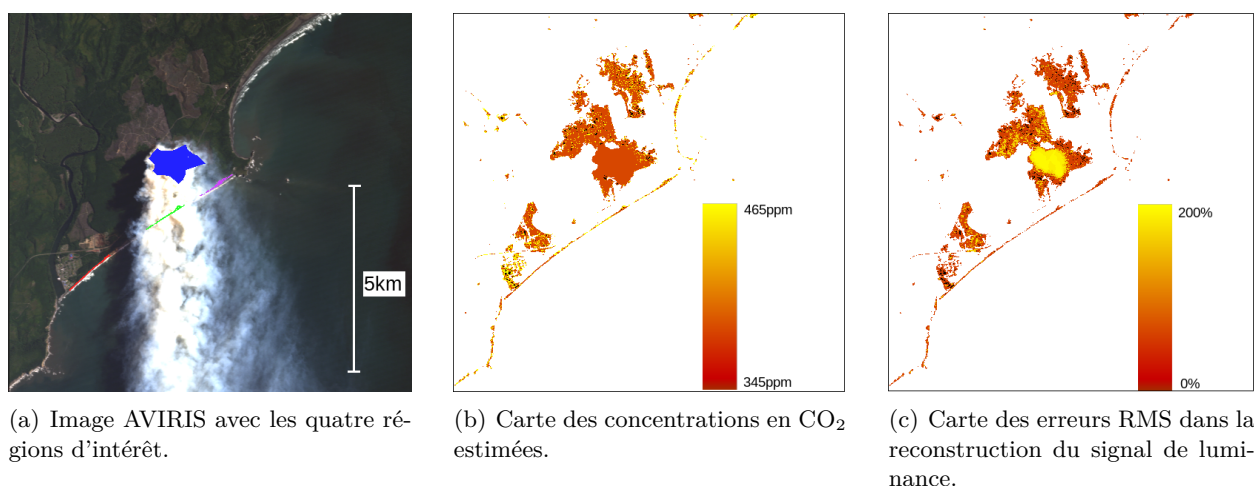 5km
465ppm
345ppm
200%
0%
(a) Image AVIRIS avec les quatre ré-
gions d'intérêt.
(b) Carte des concentrations en CO₂
estimées.
(c) Carte des erreurs RMS dans la
reconstruction du signal de lumi-
nance.